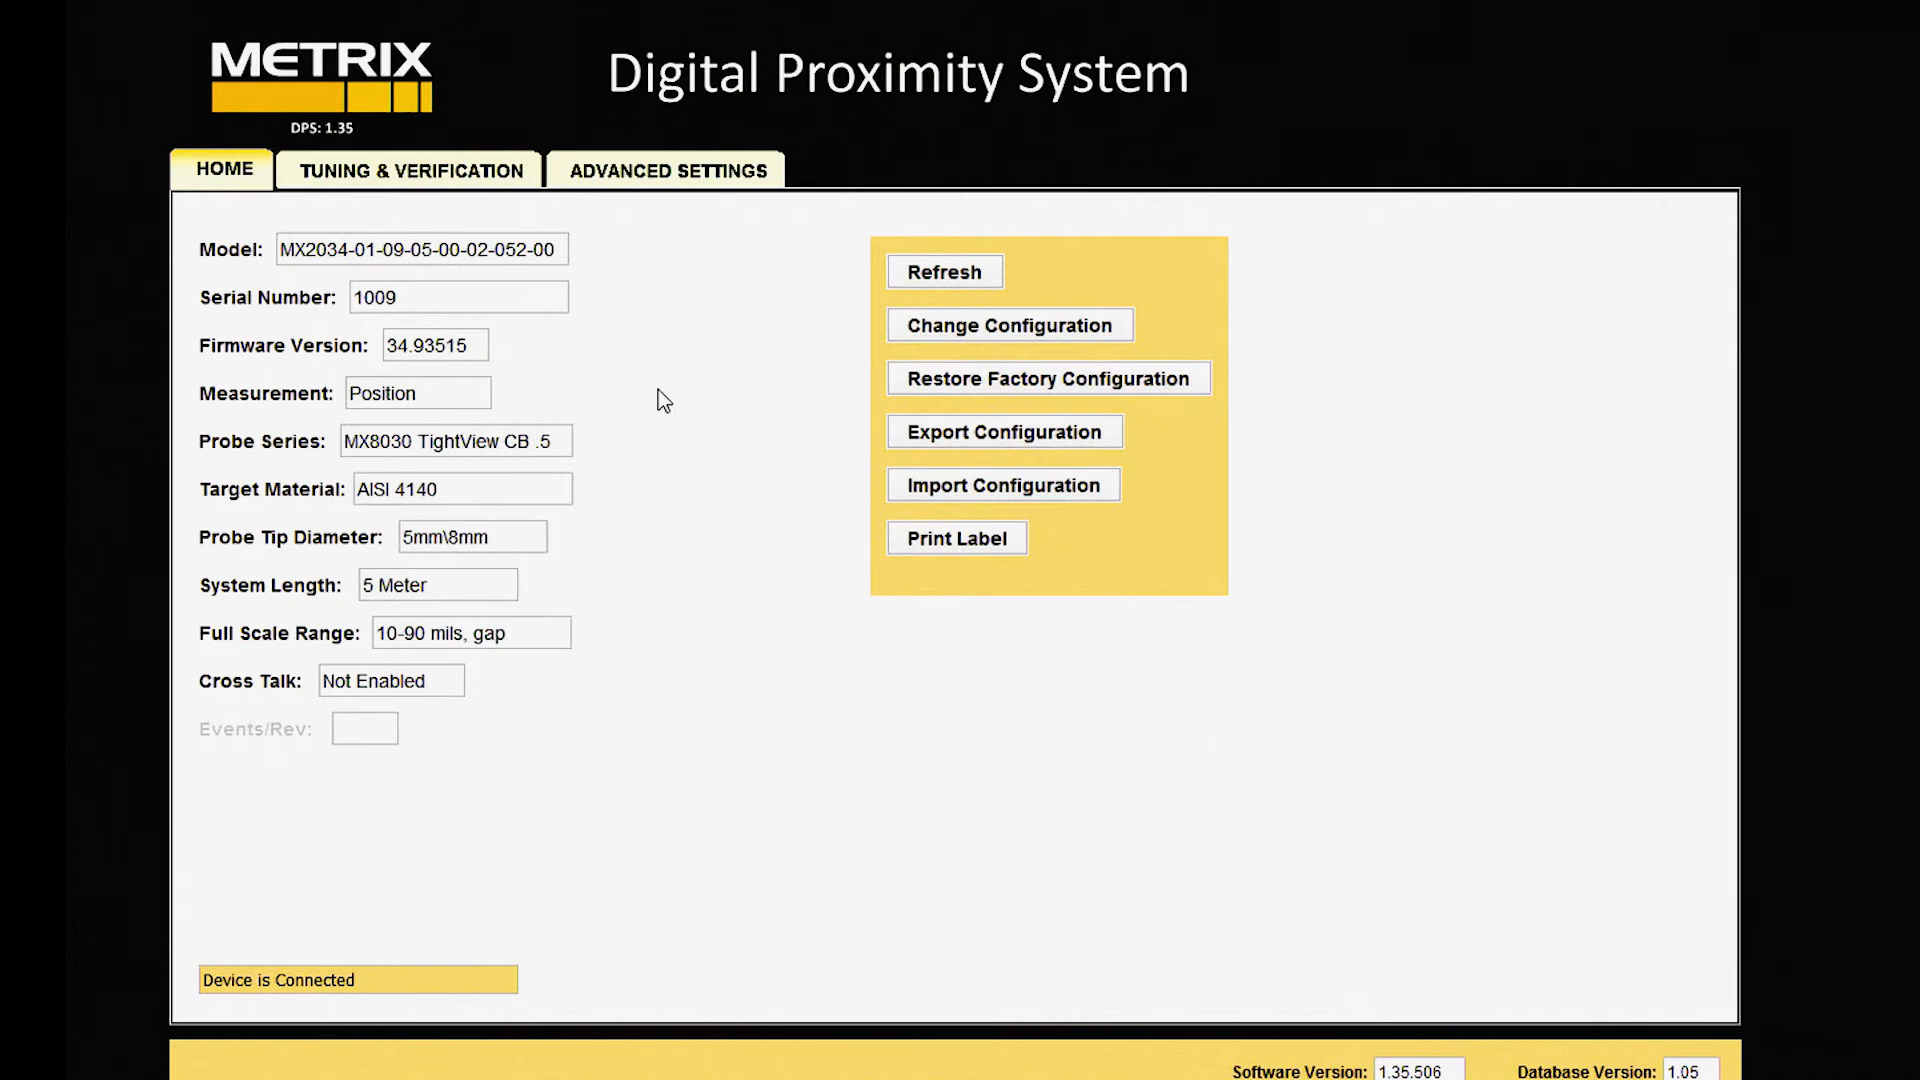 METRIX
Digital Proximity System
DPS: 1.35
HOME
TUNING & VERIFICATION
ADVANCED SETTINGS
Model: MX2034-01-09-05-00-02-052-00
Serial Number: 1009
Firmware Version: 34.93515
Measurement: Position
Probe Series: MX8030 TightView CB .5
Target Material: AISI 4140
Probe Tip Diameter: 5mm\8mm
System Length: 5 Meter
Full Scale Range: 10-90 mils, gap
Cross Talk: Not Enabled
Events/Rev:
Refresh
Change Configuration
Restore Factory Configuration
Export Configuration
Import Configuration
Print Label
Device is Connected
Software Version: 1.35.506
Database Version: 1.05